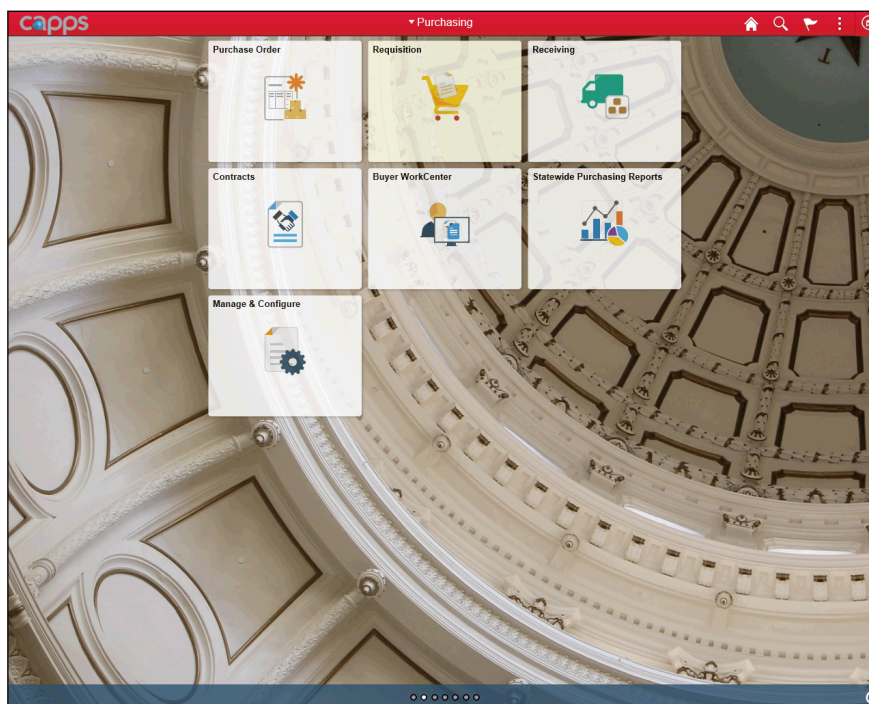 capps
Purchasing
Purchase Order
Requisition
Receiving
Contracts
Buyer WorkCenter
Statewide Purchasing Reports
Manage & Configure